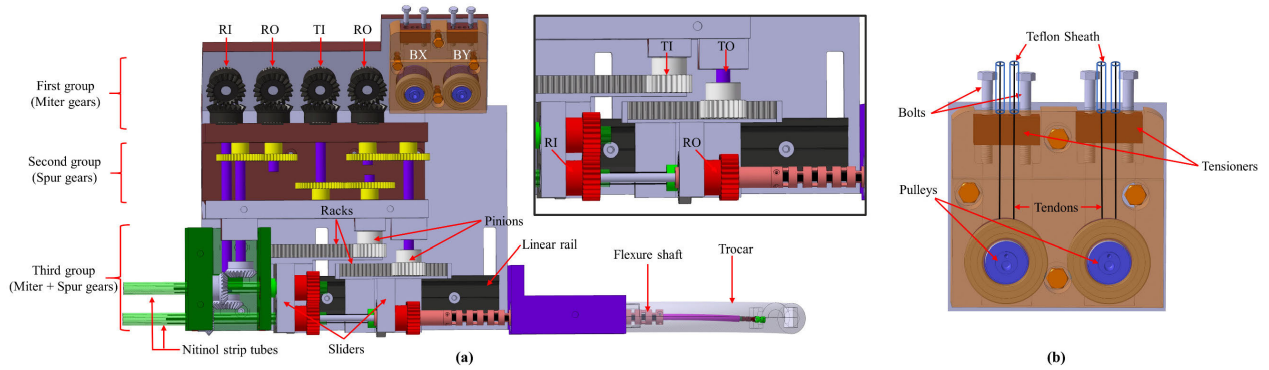 RI RO TI RO
BX BY
First group
(Miter gears)
Second group
(Spur gears)
Third group
(Miter + Spur gears)
Racks
Pinions
Linear rail
Flexure shaft
Trocar
Nitinol strip tubes
Sliders
(a)
TI TO
RI RO
Teflon Sheath
Bolts
Tensioners
Pulleys
Tendons
(b)